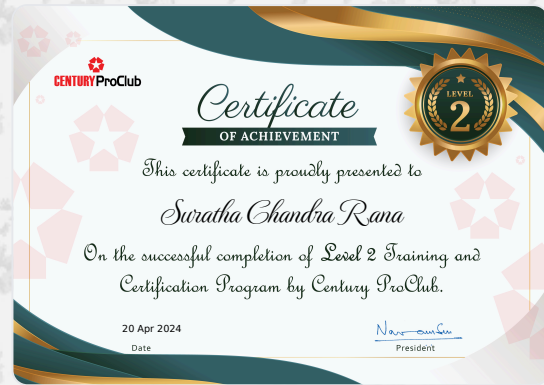 CENTURY ProClub
Certificate
OF ACHIEVEMENT
LEVEL
2
This certificate is proudly presented to
Suratha Chandra Rana
On the successful completion of Level 2 Training and
Certification Program by Century ProClub.
20 Apr 2024
Date
President